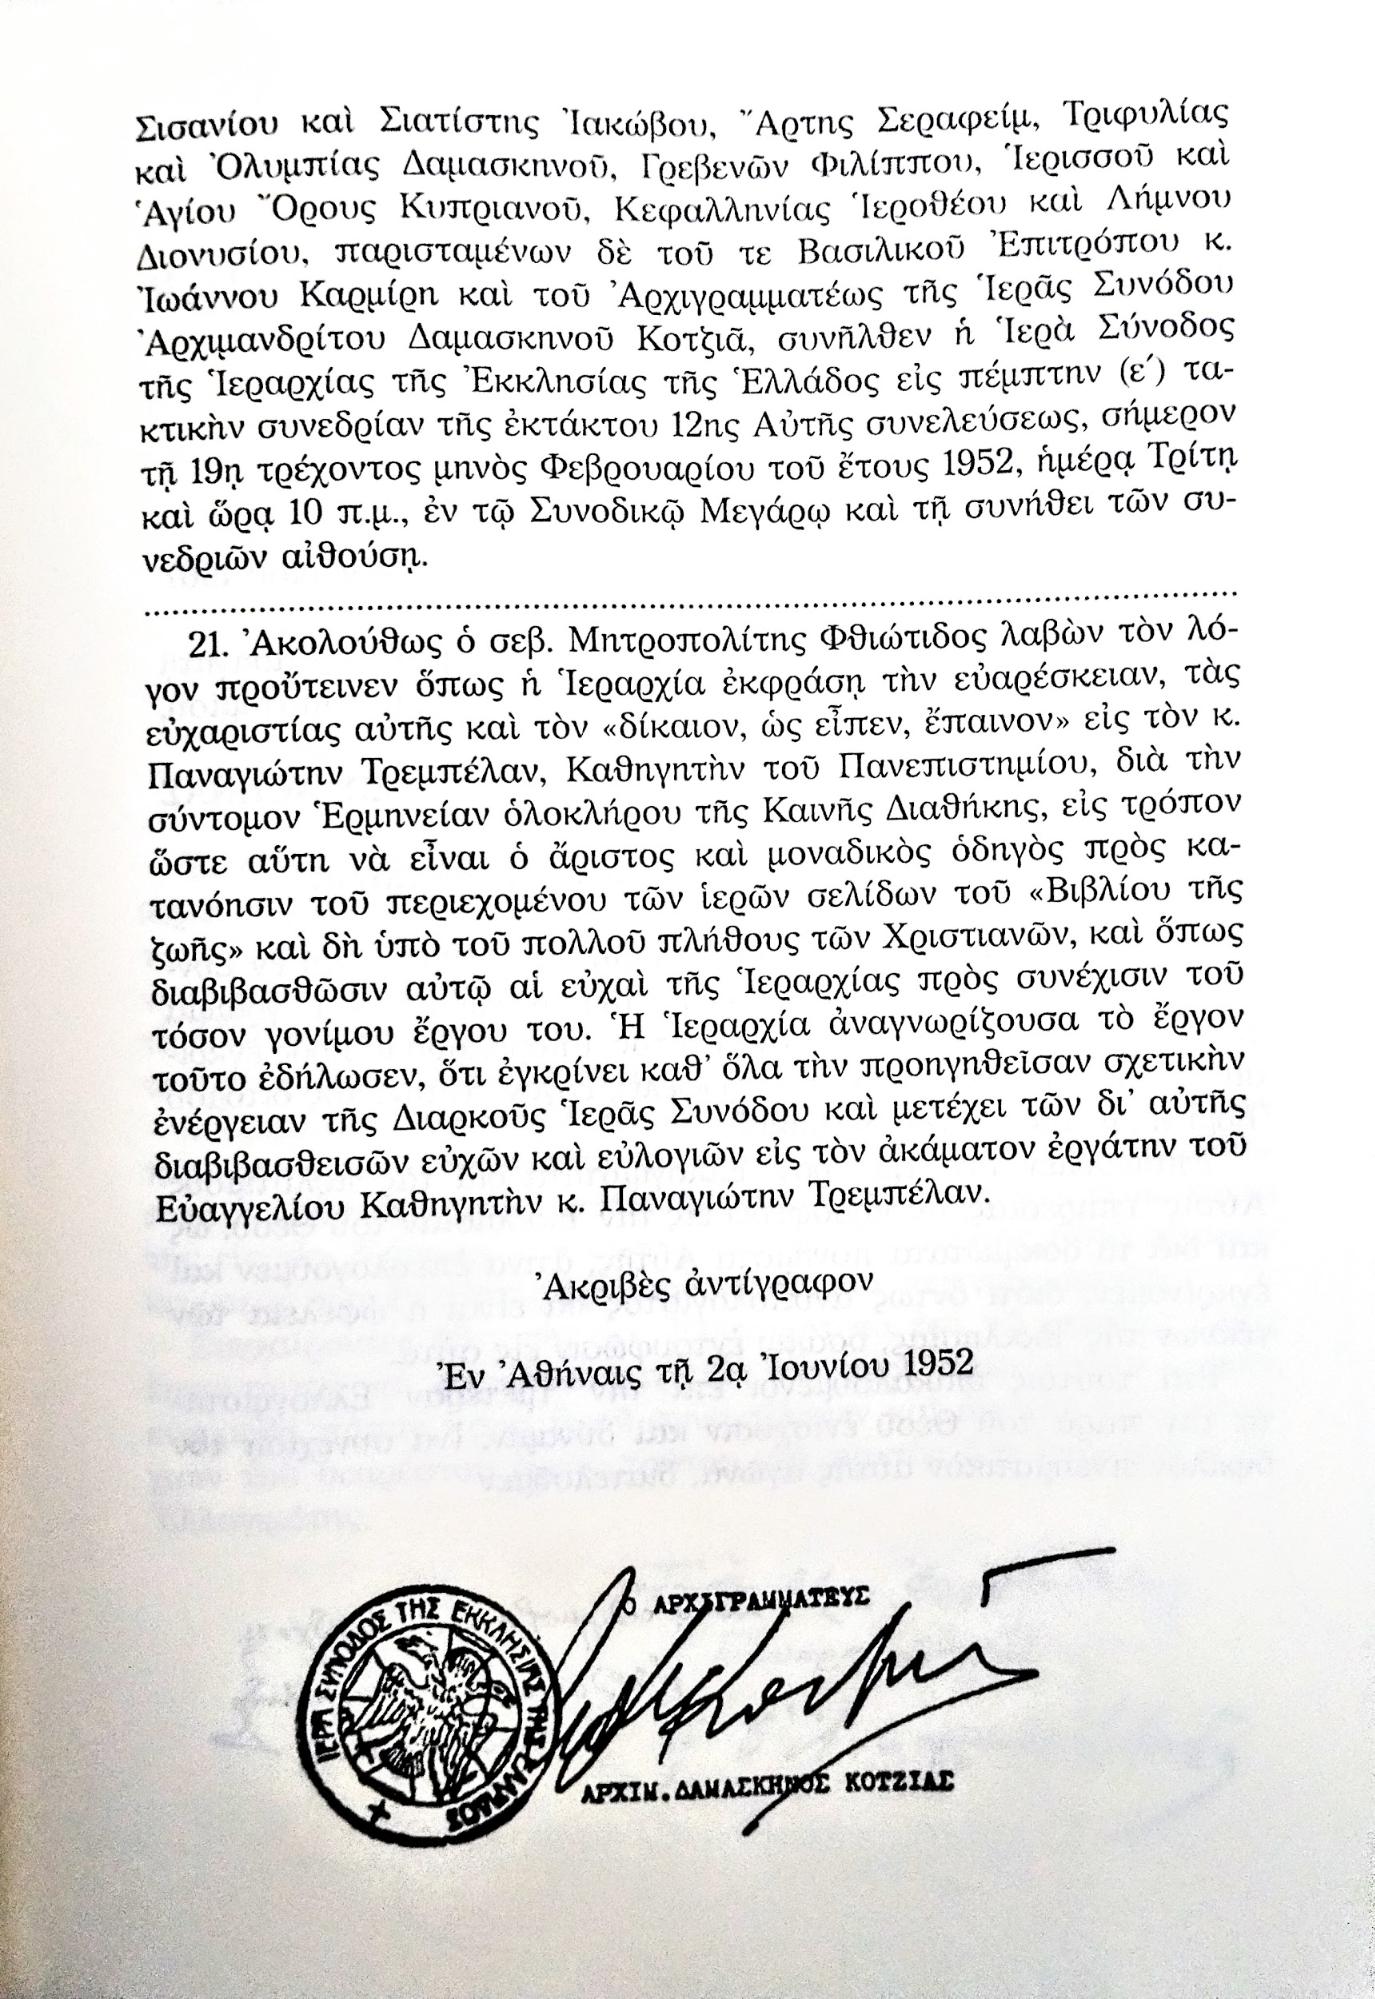 Σισανίου καὶ Σιατίστης Ἰακώβου, Ἄρτης Σεραφείμ, Τριφυλίας
καὶ Ὀλυμπίας Δαμασκηνοῦ, Γρεβενῶν Φιλίππου, Ἱερισσοῦ καὶ
Ἁγίου Ὄρους Κυπριανοῦ, Κεφαλληνίας Ἱεροθέου καὶ Λήμνου
Διονυσίου, παρισταμένων δὲ τοῦ τε Βασιλικοῦ Ἐπιτρόπου κ.
Ἰωάννου Καρμίρη καὶ τοῦ Ἀρχιγραμματέως τῆς Ἱερᾶς Συνόδου
Ἀρχιμανδρίτου Δαμασκηνοῦ Κοτζιᾶ, συνῆλθεν ἡ Ἱερὰ Σύνοδος
τῆς Ἱεραρχίας τῆς Ἐκκλησίας τῆς Ἑλλάδος εἰς πέμπτην (ε´) τα-
κτικὴν συνεδρίαν τῆς ἐκτάκτου 12ης Αὐτῆς συνελεύσεως, σήμερον
τῇ 19ῃ τρέχοντος μηνὸς Φεβρουαρίου τοῦ ἔτους 1952, ἡμέρᾳ Τρίτῃ
καὶ ὥρᾳ 10 π.μ., ἐν τῷ Συνοδικῷ Μεγάρῳ καὶ τῇ συνήθει τῶν συ-
νεδριῶν αἰθούσῃ.
21. Ἀκολούθως ὁ σεβ. Μητροπολίτης Φθιώτιδος λαβὼν τὸν λό-
γον προὔτεινεν ὅπως ἡ Ἱεραρχία ἐκφράσῃ τὴν εὐαρέσκειαν, τὰς
εὐχαριστίας αὐτῆς καὶ τὸν «δίκαιον, ὡς εἶπεν, ἔπαινον» εἰς τὸν κ.
Παναγιώτην Τρεμπέλαν, Καθηγητὴν τοῦ Πανεπιστημίου, διὰ τὴν
σύντομον Ἑρμηνείαν ὁλοκλήρου τῆς Καινῆς Διαθήκης, εἰς τρόπον
ὥστε αὕτη νὰ εἶναι ὁ ἄριστος καὶ μοναδικὸς ὁδηγὸς πρὸς κα-
τανόησιν τοῦ περιεχομένου τῶν ἱερῶν σελίδων τοῦ «Βιβλίου τῆς
ζωῆς» καὶ δὴ ὑπὸ τοῦ πολλοῦ πλήθους τῶν Χριστιανῶν, καὶ ὅπως
διαβιβασθῶσιν αὐτῷ αἱ εὐχαὶ τῆς Ἱεραρχίας πρὸς συνέχισιν τοῦ
τόσον γονίμου ἔργου του. Ἡ Ἱεραρχία ἀναγνωρίζουσα τὸ ἔργον
τοῦτο ἐδήλωσεν, ὅτι ἐγκρίνει καθ᾽ ὅλα τὴν προηγηθεῖσαν σχετικὴν
ἐνέργειαν τῆς Διαρκοῦς Ἱερᾶς Συνόδου καὶ μετέχει τῶν δι᾽ αὐτῆς
διαβιβασθεισῶν εὐχῶν καὶ εὐλογιῶν εἰς τὸν ἀκάματον ἐργάτην τοῦ
Εὐαγγελίου Καθηγητὴν κ. Παναγιώτην Τρεμπέλαν.
Ἀκριβὲς ἀντίγραφον
Ἐν Ἀθήναις τῇ 2ᾳ Ἰουνίου 1952
Ο ΑΡΧΙΓΡΑΜΜΑΤΕΥΣ
ΙΕΡΑ ΣΥΝΟΔΟΣ ΤΗΣ ΕΚΚΛΗΣΙΑΣ ΤΗΣ ΕΛΛΑΔΟΣ
ΑΡΧΙΜ. ΔΑΜΑΣΚΗΝΟΣ ΚΟΤΖΙΑΣ